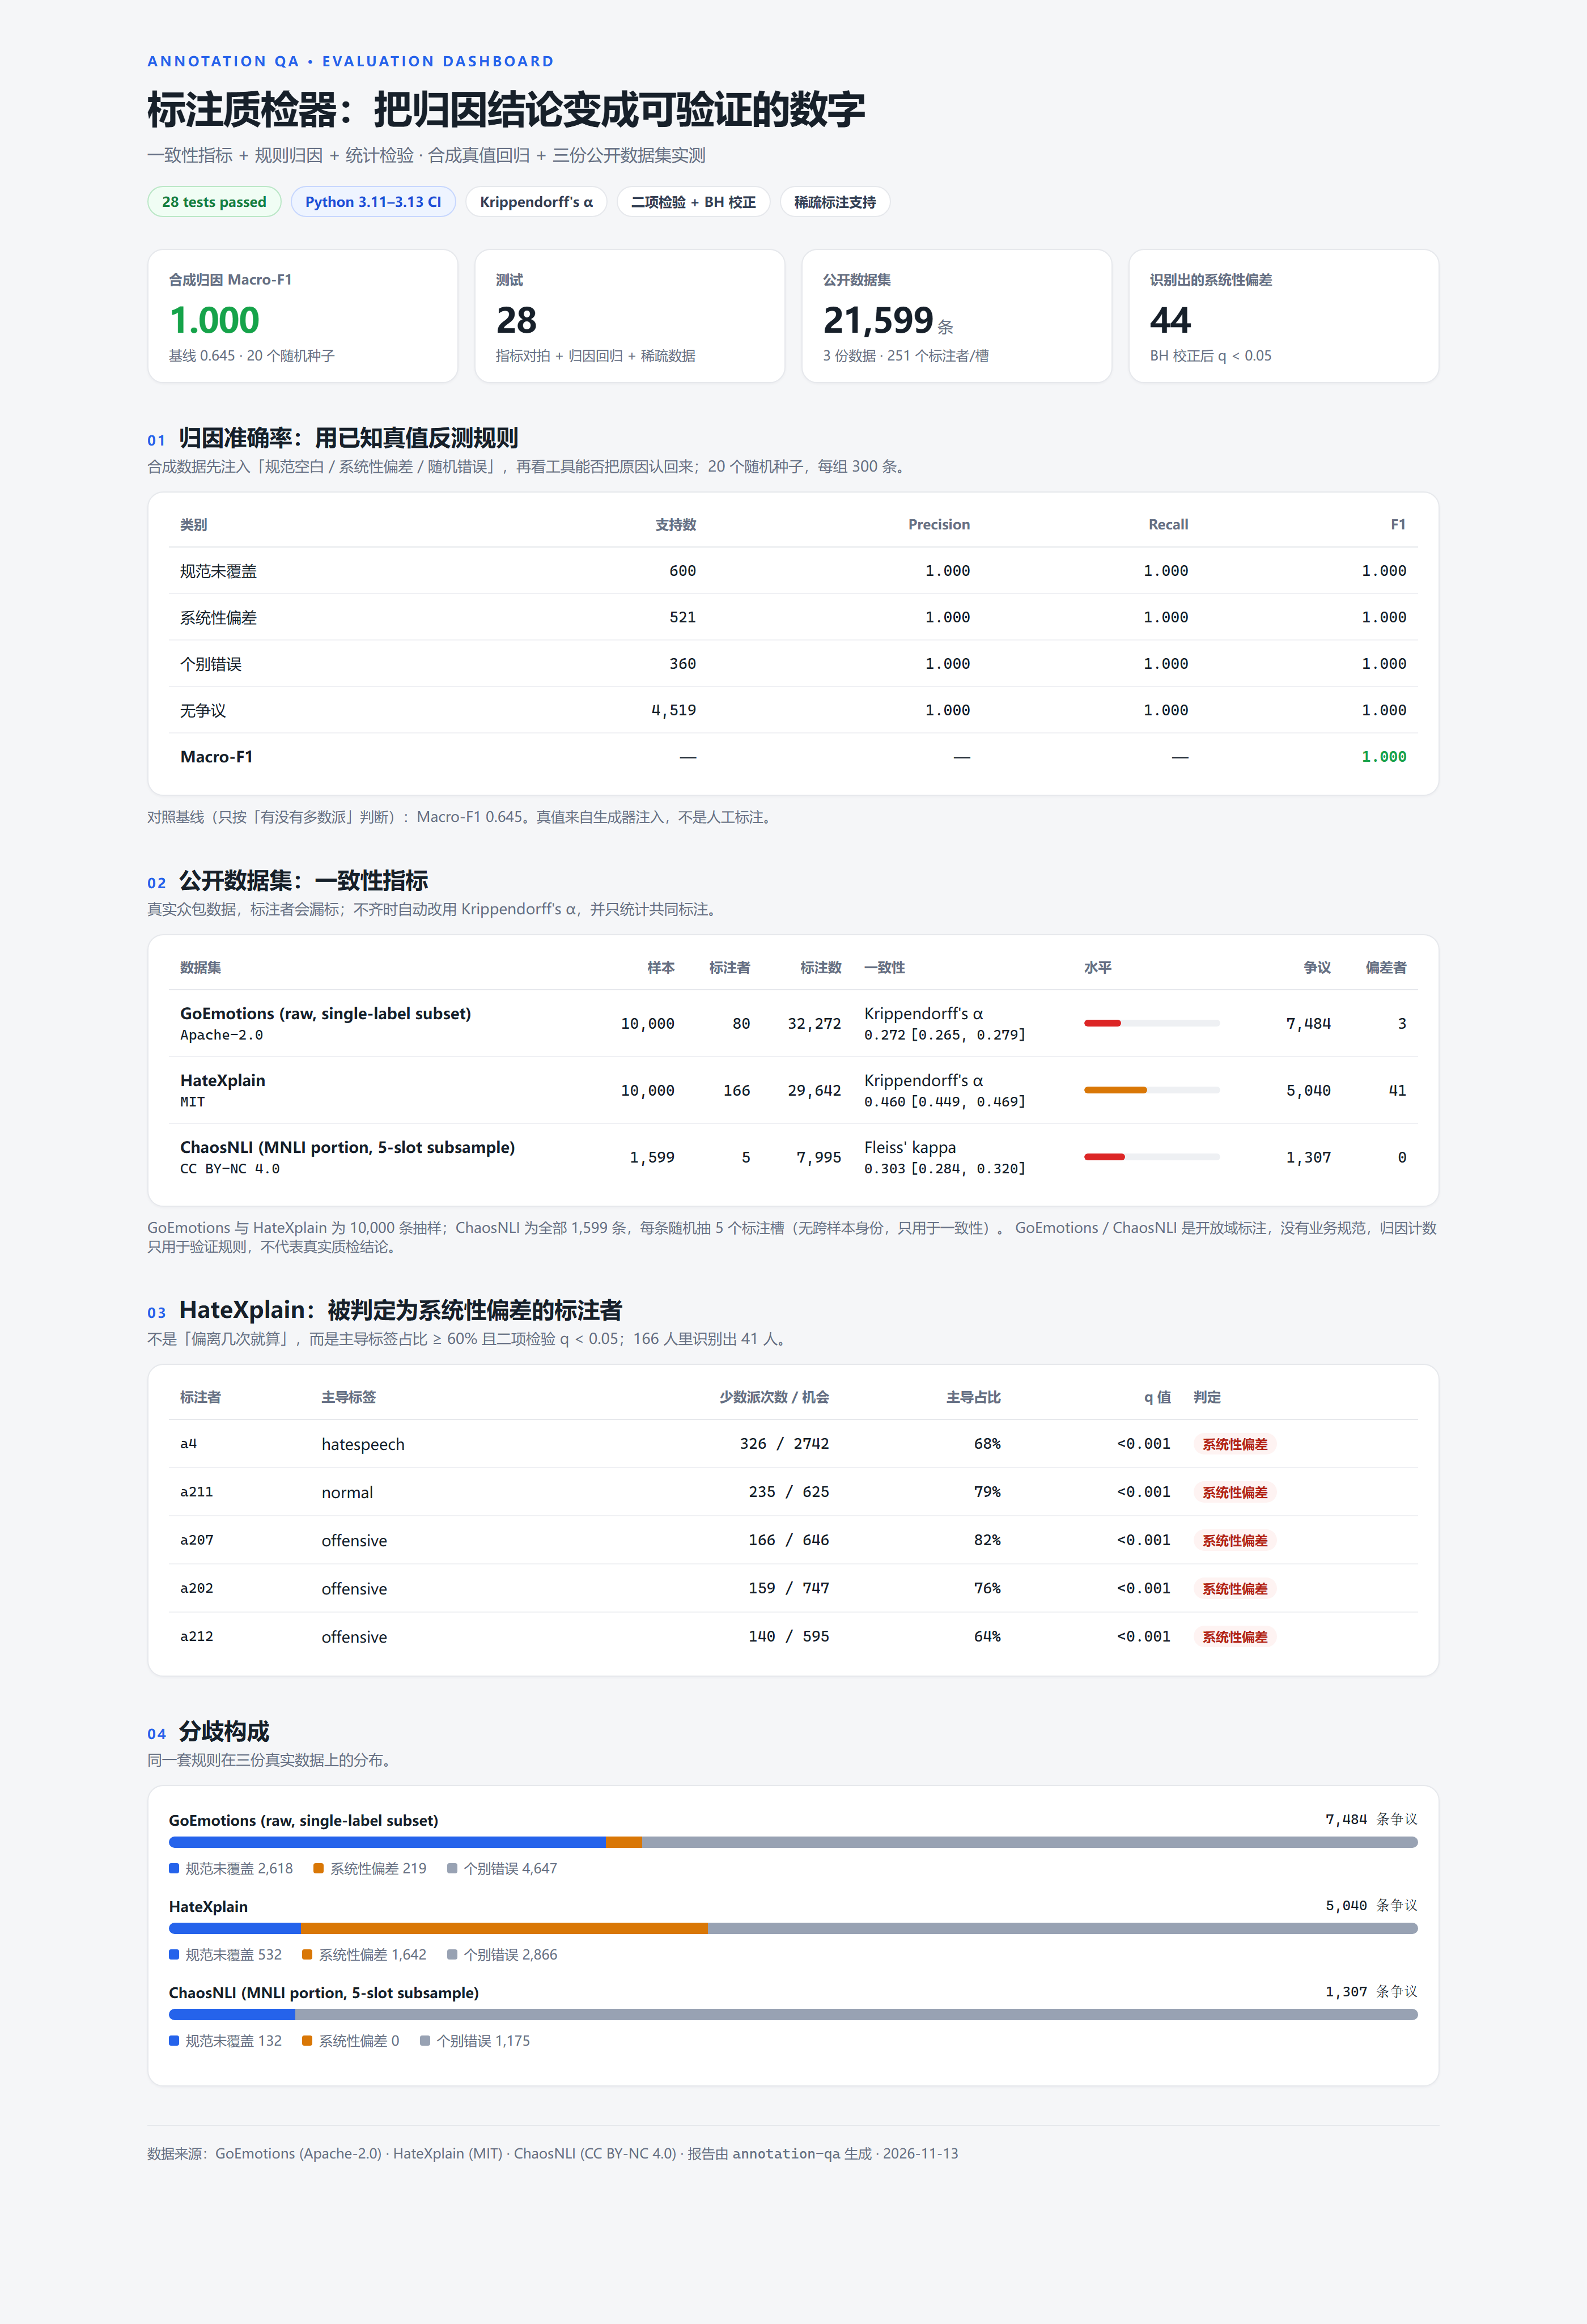 ANNOTATION QA • EVALUATION DASHBOARD
标注质检器：把归因结论变成可验证的数字
一致性指标 + 规则归因 + 统计检验 · 合成真值回归 + 三份公开数据集实测
28 tests passed Python 3.11–3.13 CI Krippendorff's α 二项检验 + BH 校正 稀疏标注支持
合成归因 Macro-F1 测试 公开数据集 识别出的系统性偏差
1.000 28 21,599 条 44
基线 0.645 · 20 个随机种子 指标对拍 + 归因回归 + 稀疏数据 3 份数据 · 251 个标注者/槽 BH 校正后 q < 0.05
01 归因准确率：用已知真值反测规则
合成数据先注入「规范空白 / 系统性偏差 / 随机错误」，再看工具能否把原因认回来；20 个随机种子，每组 300 条。
类别 支持数 Precision Recall F1
规范未覆盖 600 1.000 1.000 1.000
系统性偏差 521 1.000 1.000 1.000
个别错误 360 1.000 1.000 1.000
无争议 4,519 1.000 1.000 1.000
Macro-F1 — — — 1.000
对照基线（只按「有没有多数派」判断）：Macro-F1 0.645。真值来自生成器注入，不是人工标注。
02 公开数据集：一致性指标
真实众包数据，标注者会漏标；不齐时自动改用 Krippendorff's α，并只统计共同标注。
数据集 样本 标注者 标注数 一致性 水平 争议 偏差者
GoEmotions (raw, single-label subset) Krippendorff's α
Apache-2.0 10,000 80 32,272 0.272 [0.265, 0.279] 7,484 3
HateXplain Krippendorff's α
MIT 10,000 166 29,642 0.460 [0.449, 0.469] 5,040 41
ChaosNLI (MNLI portion, 5-slot subsample) Fleiss' kappa
CC BY-NC 4.0 1,599 5 7,995 0.303 [0.284, 0.320] 1,307 0
GoEmotions 与 HateXplain 为 10,000 条抽样；ChaosNLI 为全部 1,599 条，每条随机抽 5 个标注槽（无跨样本身份，只用于一致性）。 GoEmotions / ChaosNLI 是开放域标注，没有业务规范，归因计数
只用于验证规则，不代表真实质检结论。
03 HateXplain：被判定为系统性偏差的标注者
不是「偏离几次就算」，而是主导标签占比 ≥ 60% 且二项检验 q < 0.05；166 人里识别出 41 人。
标注者 主导标签 少数派次数 / 机会 主导占比 q 值 判定
a4 hatespeech 326 / 2742 68% <0.001 系统性偏差
a211 normal 235 / 625 79% <0.001 系统性偏差
a207 offensive 166 / 646 82% <0.001 系统性偏差
a202 offensive 159 / 747 76% <0.001 系统性偏差
a212 offensive 140 / 595 64% <0.001 系统性偏差
04 分歧构成
同一套规则在三份真实数据上的分布。
GoEmotions (raw, single-label subset) 7,484 条争议
规范未覆盖 2,618 系统性偏差 219 个别错误 4,647
HateXplain 5,040 条争议
规范未覆盖 532 系统性偏差 1,642 个别错误 2,866
ChaosNLI (MNLI portion, 5-slot subsample) 1,307 条争议
规范未覆盖 132 系统性偏差 0 个别错误 1,175
数据来源：GoEmotions (Apache-2.0) · HateXplain (MIT) · ChaosNLI (CC BY-NC 4.0) · 报告由 annotation-qa 生成 · 2026-11-13